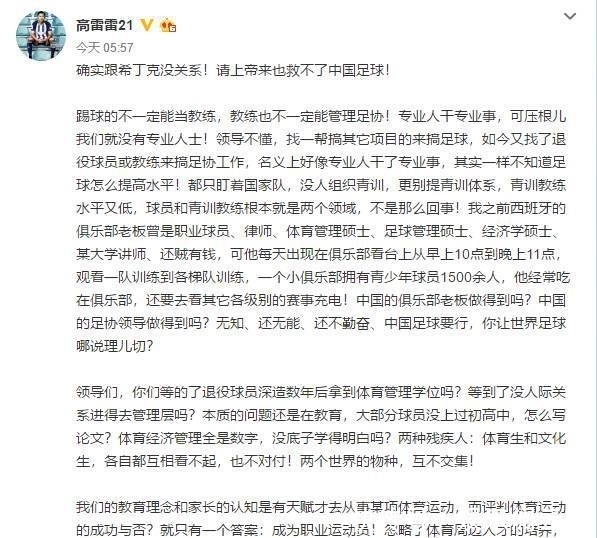 高雷雷21
今天 05:57
确实跟希丁克没关系！请上帝来也救不了中国足球！
踢球的不一定能当教练，教练也不一定能管理足协！专业人干专业事，可压根儿
我们就没有专业人士！领导不懂，找一帮搞其它项目的来搞足球，如今又找了退
役球员或教练来搞足协工作，名义上好像专业人干了专业事，其实一样不知道足
球怎么提高水平！都只盯着国家队，没人组织青训，更别提青训体系，青训教练
水平又低，球员和青训教练根本就是两个领域，不是那么回事！我之前西班牙的
俱乐部老板曾是职业球员、律师、体育管理硕士、足球管理硕士、经济学硕士、
某大学讲师、还贼有钱，可他每天出现在俱乐部看台上从早上10点到晚上11点，
观看一队训练到各梯队训练，一个小俱乐部拥有青少年球员1500余人，他经常吃
在俱乐部，还要去看其它各级别的赛事充电！中国的俱乐部老板做得到吗？中国
的足协领导做得到吗？无知、还无能、还不勤奋、中国足球要行，你让世界足球
哪说理儿切？
领导们，你们等的了退役球员深造数年后拿到体育管理学位吗？等到了没人际关
系进得去管理层吗？本质的问题还是在教育，大部分球员没上过初高中，怎么写
论文？体育经济管理全是数字，没底子学得明白吗？两种残疾人：体育生和文化
生，各自都互相看不起，也不对付！两个世界的物种，互不交集！
我们的教育理念和家长的认知是有天赋才去从事某项体育运动，而评判体育运动
的成功与否？就只有一个答案：成为职业运动员！忽略了体育周边人才的培养，